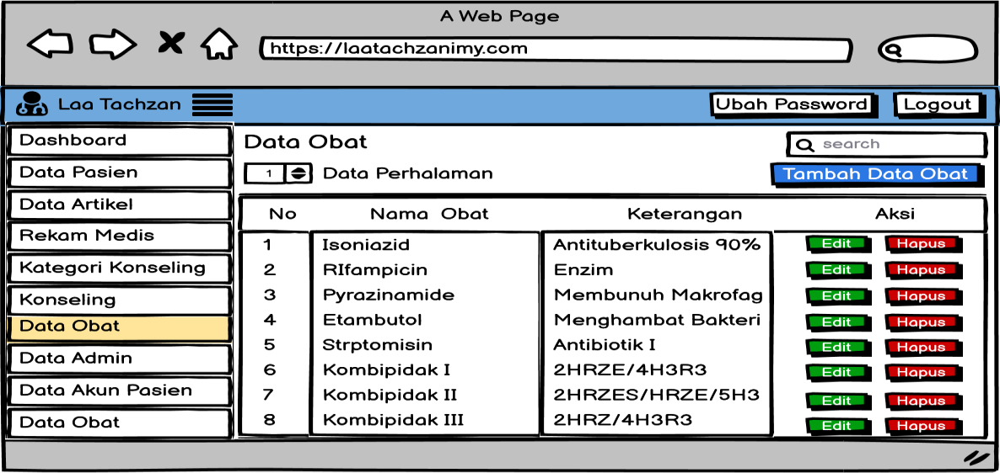 A Web Page
https://laatachzanimy.com
Laa Tachzan
Ubah Password
Logout
Dashboard
Data Pasien
Data Artikel
Rekam Medis
Kategori Konseling
Konseling
Data Obat
Data Admin
Data Akun Pasien
Data Obat
Data Obat
search
1 Data Perhalaman
Tambah Data Obat
No Nama Obat Keterangan Aksi
1 Isoniazid Antituberkulosis 90% Edit Hapus
2 RIfampicin Enzim Edit Hapus
3 Pyrazinamide Membunuh Makrofag Edit Hapus
4 Etambutol Menghambat Bakteri Edit Hapus
5 Strptomisin Antibiotik I Edit Hapus
6 Kombipidak I 2HRZE/4H3R3 Edit Hapus
7 Kombipidak II 2HRZES/HRZE/5H3 Edit Hapus
8 Kombipidak III 2HRZ/4H3R3 Edit Hapus